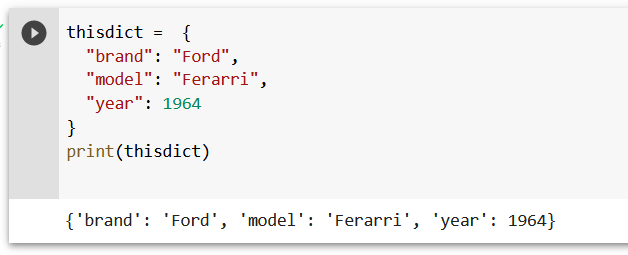 thisdict =  {
  "brand": "Ford",
  "model": "Ferarri",
  "year": 1964
}
print(thisdict)
{'brand': 'Ford', 'model': 'Ferarri', 'year': 1964}